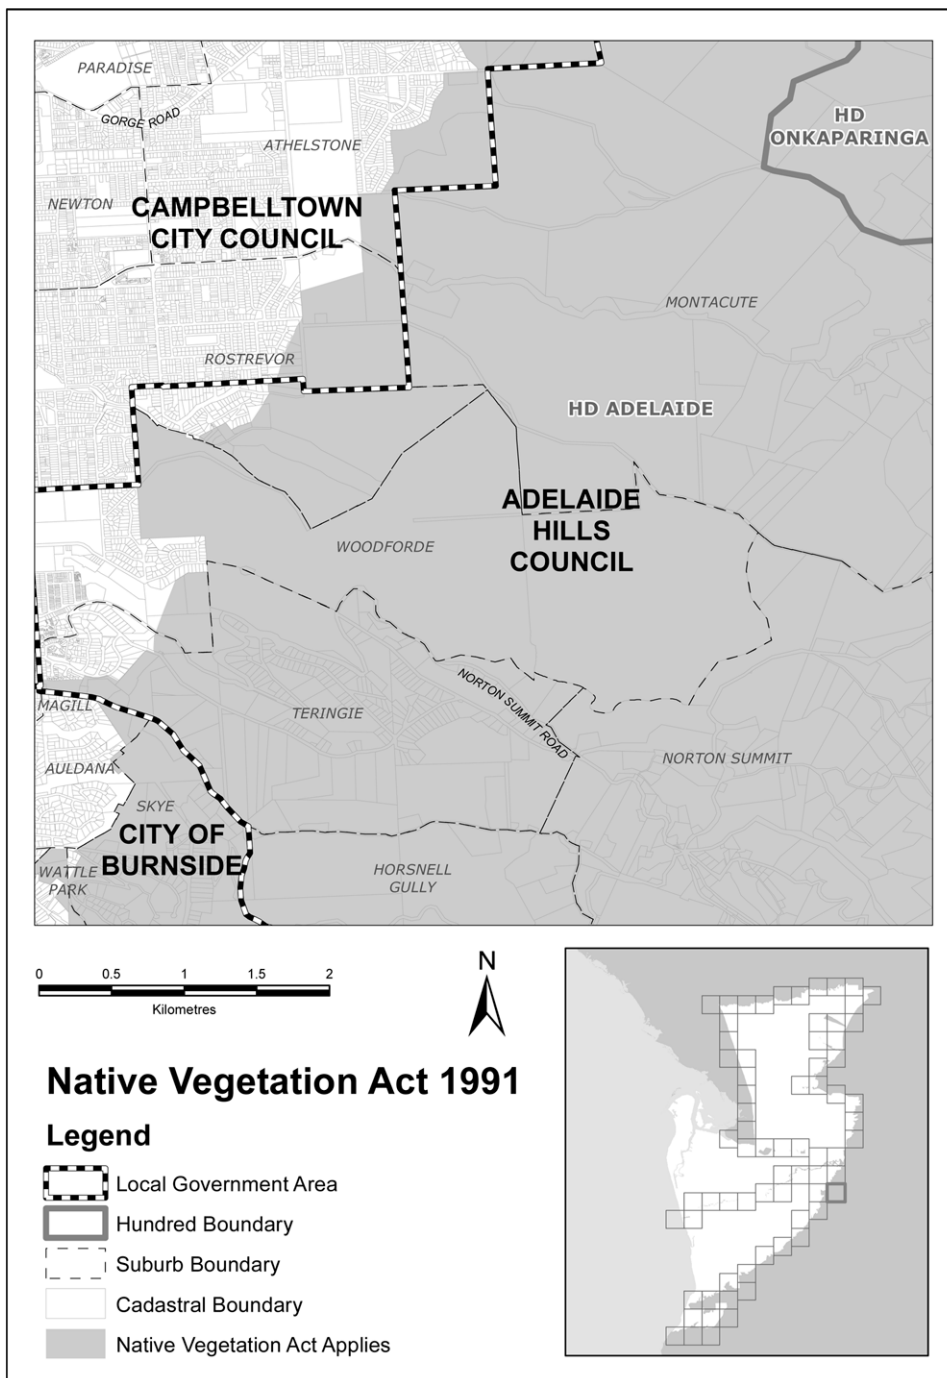 PARADISE
GORGE ROAD
ATHELSTONE
HD
ONKAPARINGA
NEWTON
CAMPBELLTOWN
CITY COUNCIL
MONTACUTE
ROSTREVOR
HD ADELAIDE
ADELAIDE
HILLS
COUNCIL
WOODFORDE
NORTON SUMMIT ROAD
MAGILL
TERINGIE
NORTON SUMMIT
AULDANA
SKYE
CITY OF
BURNSIDE
WATTLE
PARK
HORSNELL
GULLY
0 0.5 1 1.5 2
Kilometres
N
Native Vegetation Act 1991
Legend
Local Government Area
Hundred Boundary
Suburb Boundary
Cadastral Boundary
Native Vegetation Act Applies